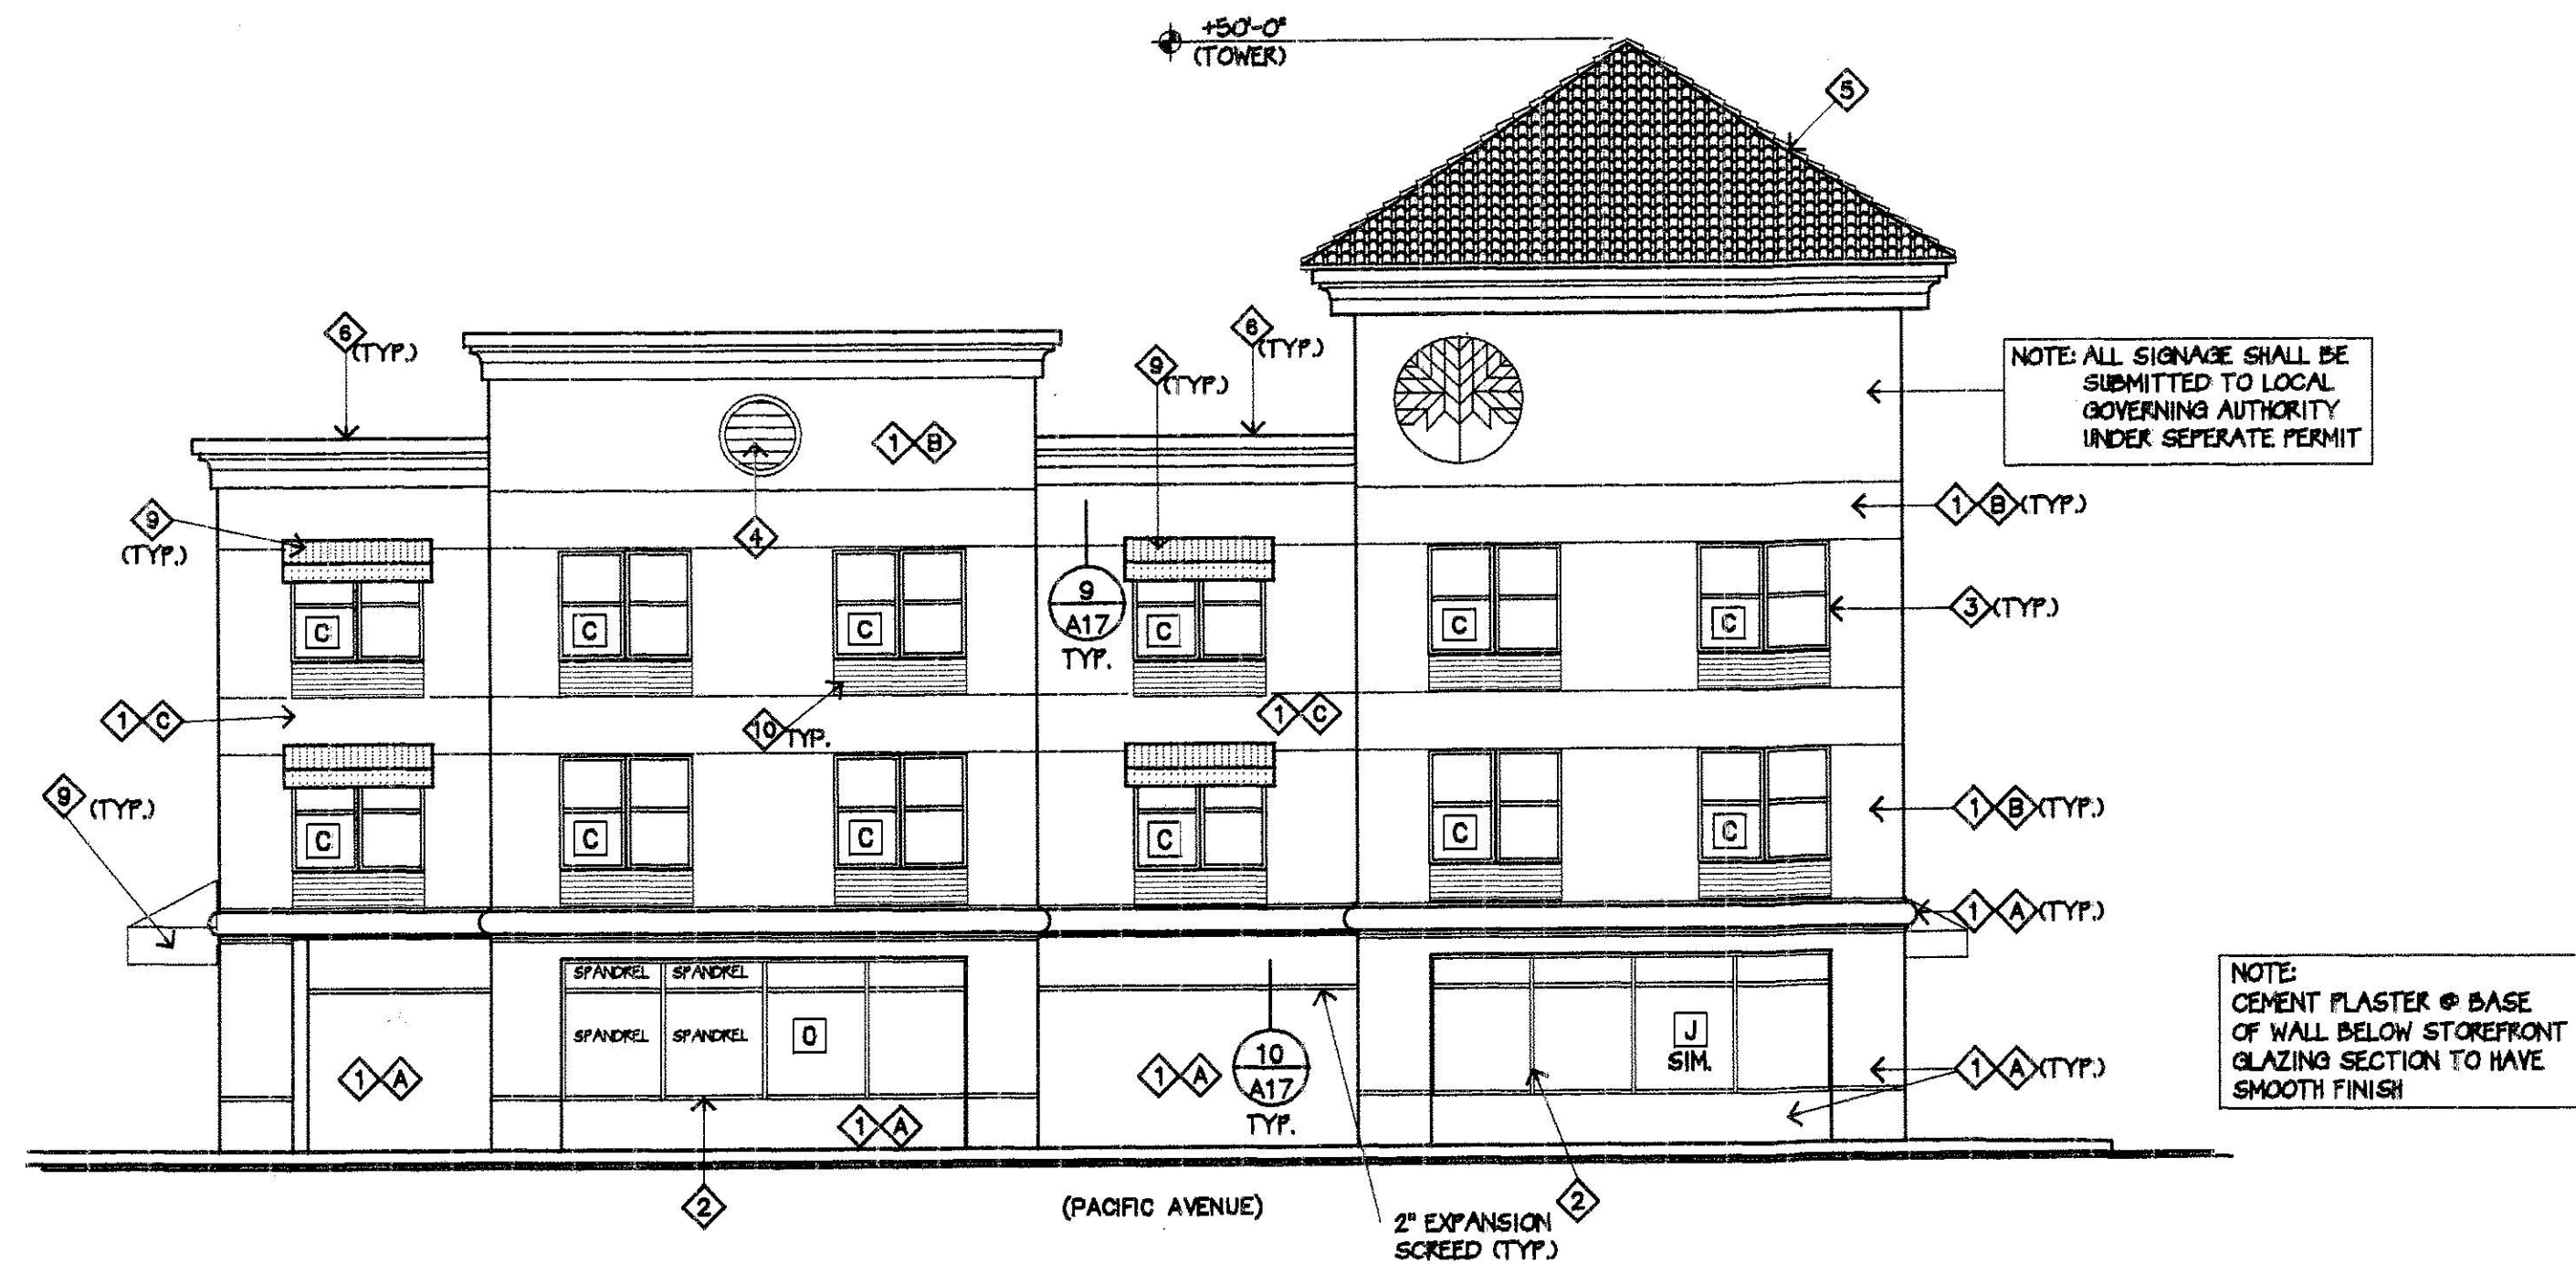 +50'-0"
(TOWER)
5
6
(TYP.)
6
(TYP.)
9
(TYP.)
NOTE: ALL SIGNAGE SHALL BE
SUBMITTED TO LOCAL
GOVERNING AUTHORITY
UNDER SEPERATE PERMIT
1 B
9
(TYP.)
4
1 B (TYP.)
9
A17
TYP.
3 (TYP.)
C
C
C
C
C
C
1 C
10 TYP.
1 C
9 (TYP.)
1 B (TYP.)
C
C
C
C
C
C
1 A (TYP.)
SPANDREL SPANDREL
SPANDREL SPANDREL
O
J
SIM.
1 A
1 A
10
A17
TYP.
1 A (TYP.)
1 A
NOTE:
CEMENT PLASTER @ BASE
OF WALL BELOW STOREFRONT
GLAZING SECTION TO HAVE
SMOOTH FINISH
2
(PACIFIC AVENUE)
2
2" EXPANSION
SCREED (TYP.)